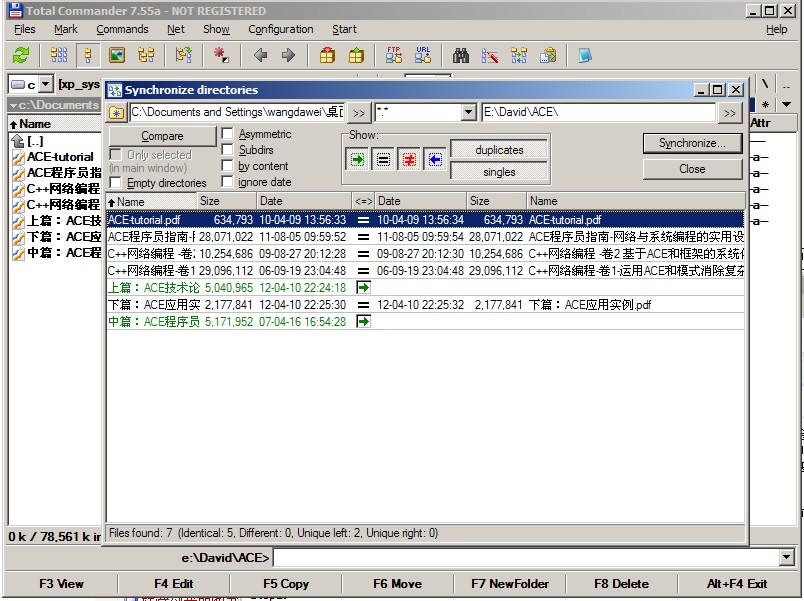 Total Commander 7.55a - NOT REGISTERED
Files Mark Commands Net Show Configuration Start Help
FTP URL
c [xp_sys \ ..
c:\Documents * 
Name Attr
[..] ----
ACE-tutorial -a--
ACE程序员指 -a--
C++网络编程 -a--
C++网络编程 -a--
上篇：ACE技 -a--
下篇：ACE应
中篇：ACE程
Synchronize directories
C:\Documents and Settings\wangdawei\桌面 >> *.* E:\David\ACE\ >>
Compare
Only selected
(in main window)
Empty directories
Asymmetric
Subdirs
by content
ignore date
Show:
duplicates
singles
Synchronize...
Close
Name Size Date <=> Date Size Name
ACE-tutorial.pdf 634,793 10-04-09 13:56:33 = 10-04-09 13:56:34 634,793 ACE-tutorial.pdf
ACE程序员指南- 28,071,022 11-08-05 09:59:52 = 11-08-05 09:59:54 28,071,022 ACE程序员指南-网络与系统编程的实用设
C++网络编程 -卷 10,254,686 09-08-27 20:12:28 = 09-08-27 20:12:30 10,254,686 C++网络编程 -卷2 基于ACE和框架的系统
C++网络编程-卷1 29,096,112 06-09-19 23:04:48 = 06-09-19 23:04:48 29,096,112 C++网络编程-卷1-运用ACE和模式消除复杂
上篇：ACE技术论 5,040,965 12-04-10 22:24:18
下篇：ACE应用实 2,177,841 12-04-10 22:25:30 = 12-04-10 22:25:32 2,177,841 下篇：ACE应用实例.pdf
中篇：ACE程序员 5,171,952 07-04-16 16:54:28
Files found: 7 (Identical: 5, Different: 0, Unique left: 2, Unique right: 0)
0 k / 78,561 k in
e:\David\ACE>
F3 View F4 Edit F5 Copy F6 Move F7 NewFolder F8 Delete Alt+F4 Exit